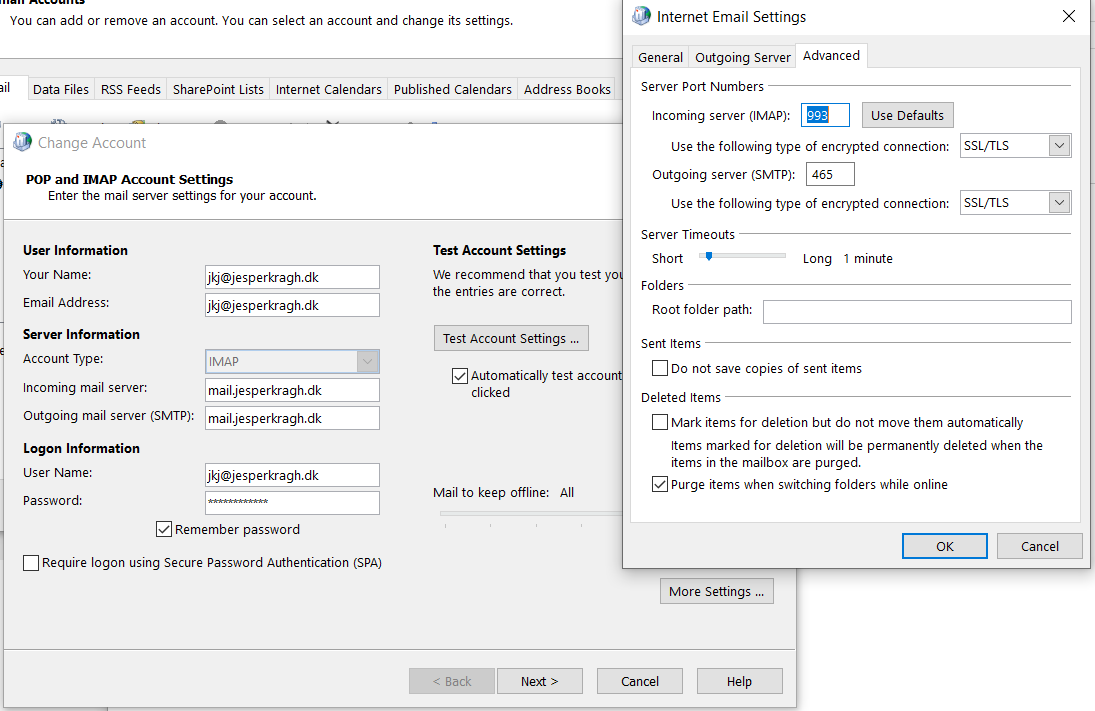 You can add or remove an account. You can select an account and change its settings.
Data Files
RSS Feeds
SharePoint Lists
Internet Calendars
Published Calendars
Address Books
Change Account
POP and IMAP Account Settings
Enter the mail server settings for your account.
User Information
Your Name:
jkj@jesperkragh.dk
Email Address:
jkj@jesperkragh.dk
Server Information
Account Type:
IMAP
Incoming mail server:
mail.jesperkragh.dk
Outgoing mail server (SMTP):
mail.jesperkragh.dk
Logon Information
User Name:
jkj@jesperkragh.dk
Password:
************
Remember password
Require logon using Secure Password Authentication (SPA)
Test Account Settings
We recommend that you test you
the entries are correct.
Test Account Settings ...
Automatically test account
clicked
Mail to keep offline: All
More Settings ...
< Back
Next >
Cancel
Help
Internet Email Settings
General
Outgoing Server
Advanced
Server Port Numbers
Incoming server (IMAP):
993
Use Defaults
Use the following type of encrypted connection:
SSL/TLS
Outgoing server (SMTP):
465
Use the following type of encrypted connection:
SSL/TLS
Server Timeouts
Short
Long 1 minute
Folders
Root folder path:
Sent Items
Do not save copies of sent items
Deleted Items
Mark items for deletion but do not move them automatically
Items marked for deletion will be permanently deleted when the
items in the mailbox are purged.
Purge items when switching folders while online
OK
Cancel